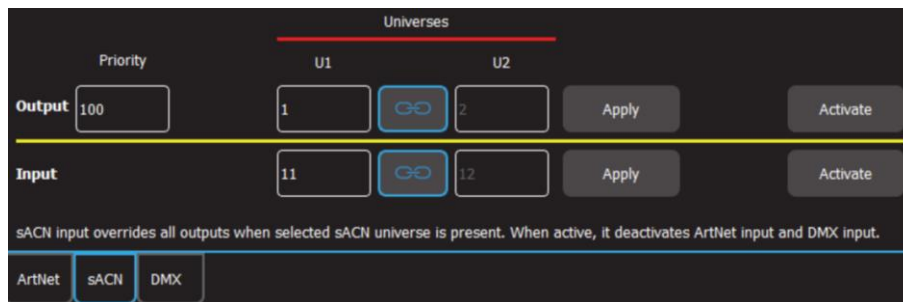 Universes
Priority U1 U2
Output 100 1 2 Apply Activate
Input 11 12 Apply Activate
sACN input overrides all outputs when selected sACN universe is present. When active, it deactivates ArtNet input and DMX input.
ArtNet sACN DMX